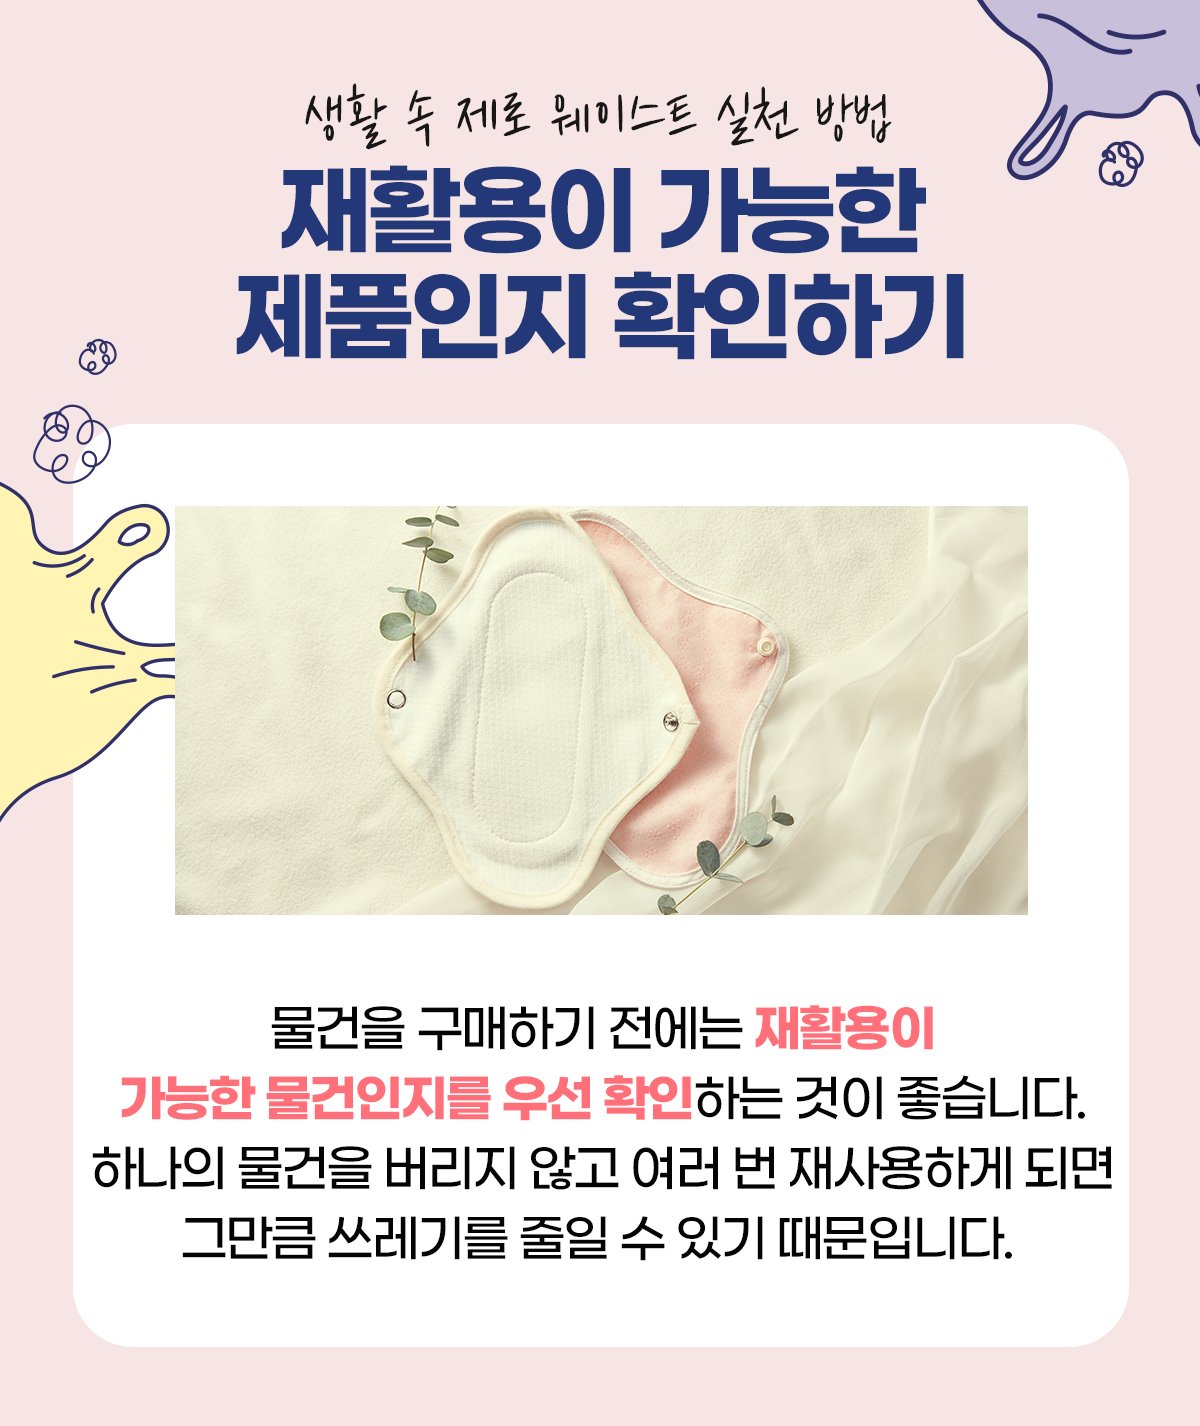 생활 속 제로 웨이스트 실천 방법
재활용이 가능한
제품인지 확인하기
물건을 구매하기 전에는 재활용이
가능한 물건인지를 우선 확인하는 것이 좋습니다.
하나의 물건을 버리지 않고 여러 번 재사용하게 되면
그만큼 쓰레기를 줄일 수 있기 때문입니다.